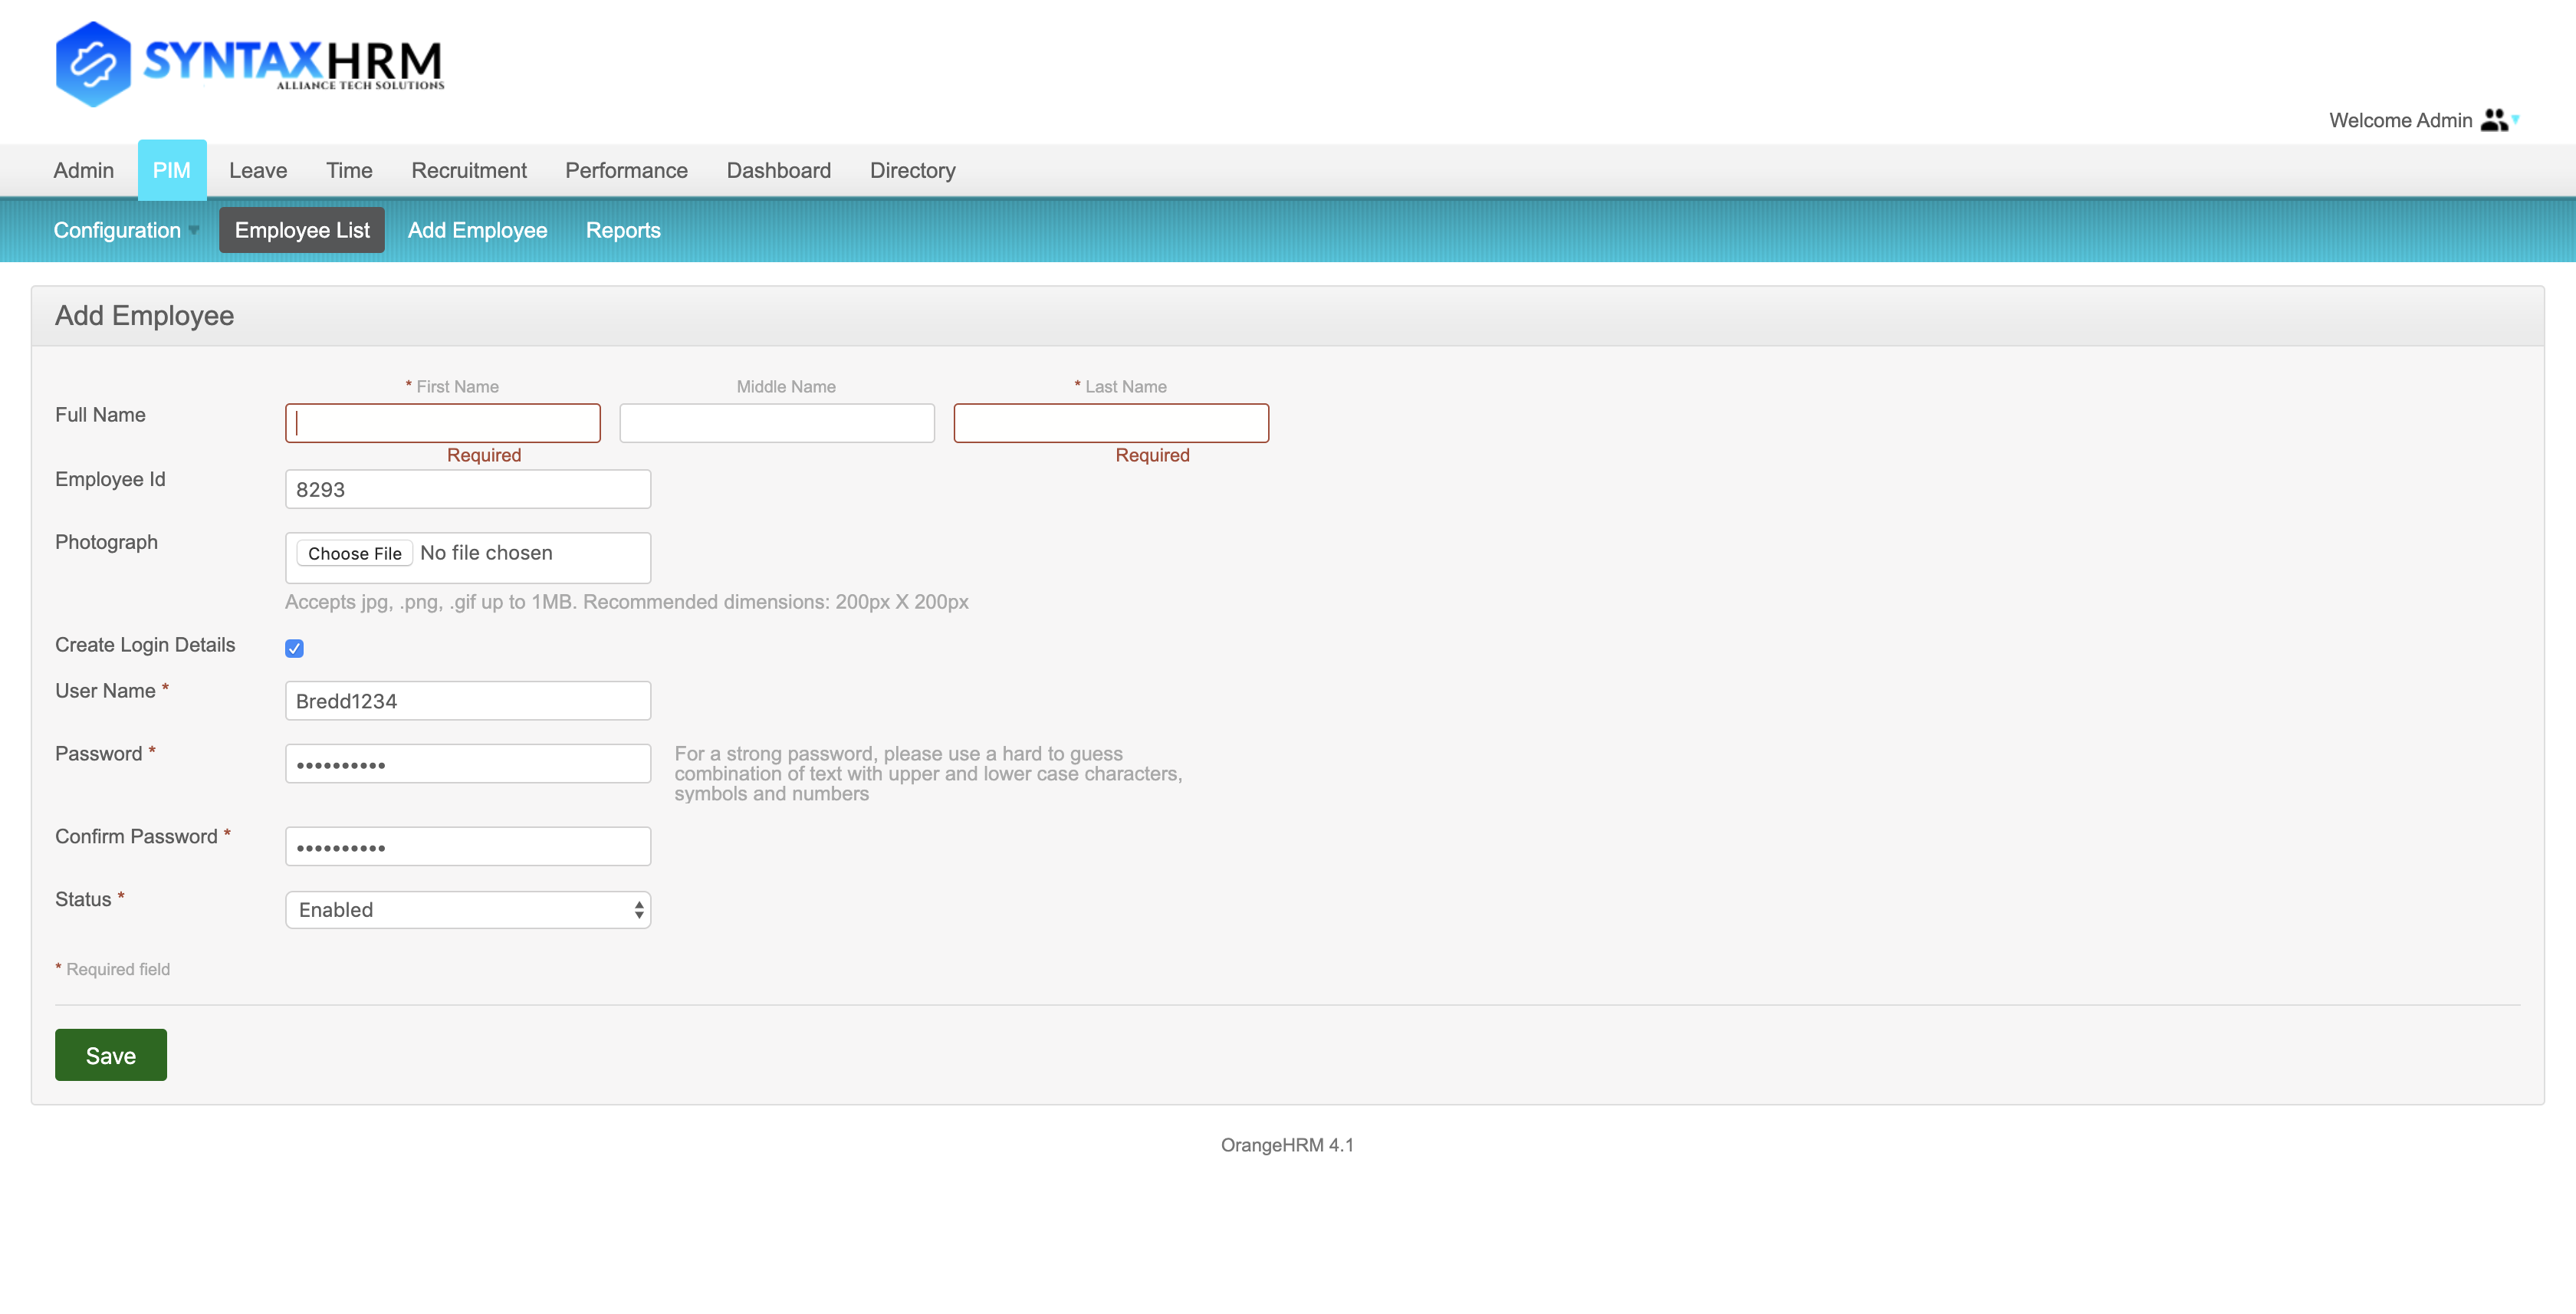 SYNTAXHRM
ALLIANCE TECH SOLUTIONS
Welcome Admin
Admin PIM Leave Time Recruitment Performance Dashboard Directory
Configuration Employee List Add Employee Reports
Add Employee
* First Name Middle Name * Last Name
Full Name
Required Required
Employee Id 8293
Photograph Choose File No file chosen
Accepts jpg, .png, .gif up to 1MB. Recommended dimensions: 200px X 200px
Create Login Details
User Name * Bredd1234
Password * •••••••••• For a strong password, please use a hard to guess
combination of text with upper and lower case characters,
symbols and numbers
Confirm Password * ••••••••••
Status * Enabled
* Required field
Save
OrangeHRM 4.1